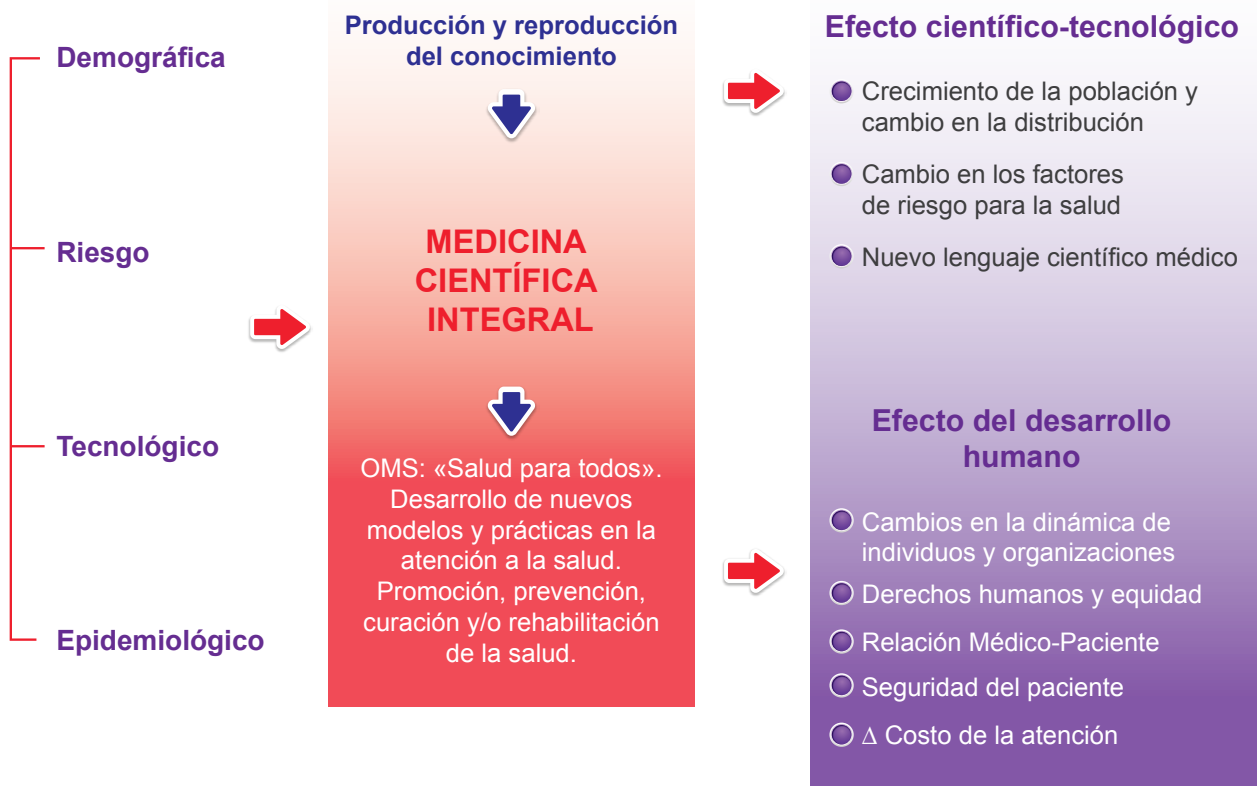 Demográfica
Riesgo
Tecnológico
Epidemiológico
Producción y reproducción
del conocimiento
MEDICINA
CIENTÍFICA
INTEGRAL
OMS: «Salud para todos».
Desarrollo de nuevos
modelos y prácticas en la
atención a la salud.
Promoción, prevención,
curación y/o rehabilitación
de la salud.
Efecto científico-tecnológico
Crecimiento de la población y
cambio en la distribución
Cambio en los factores
de riesgo para la salud
Nuevo lenguaje científico médico
Efecto del desarrollo
humano
Cambios en la dinámica de
individuos y organizaciones
Derechos humanos y equidad
Relación Médico-Paciente
Seguridad del paciente
∆ Costo de la atención